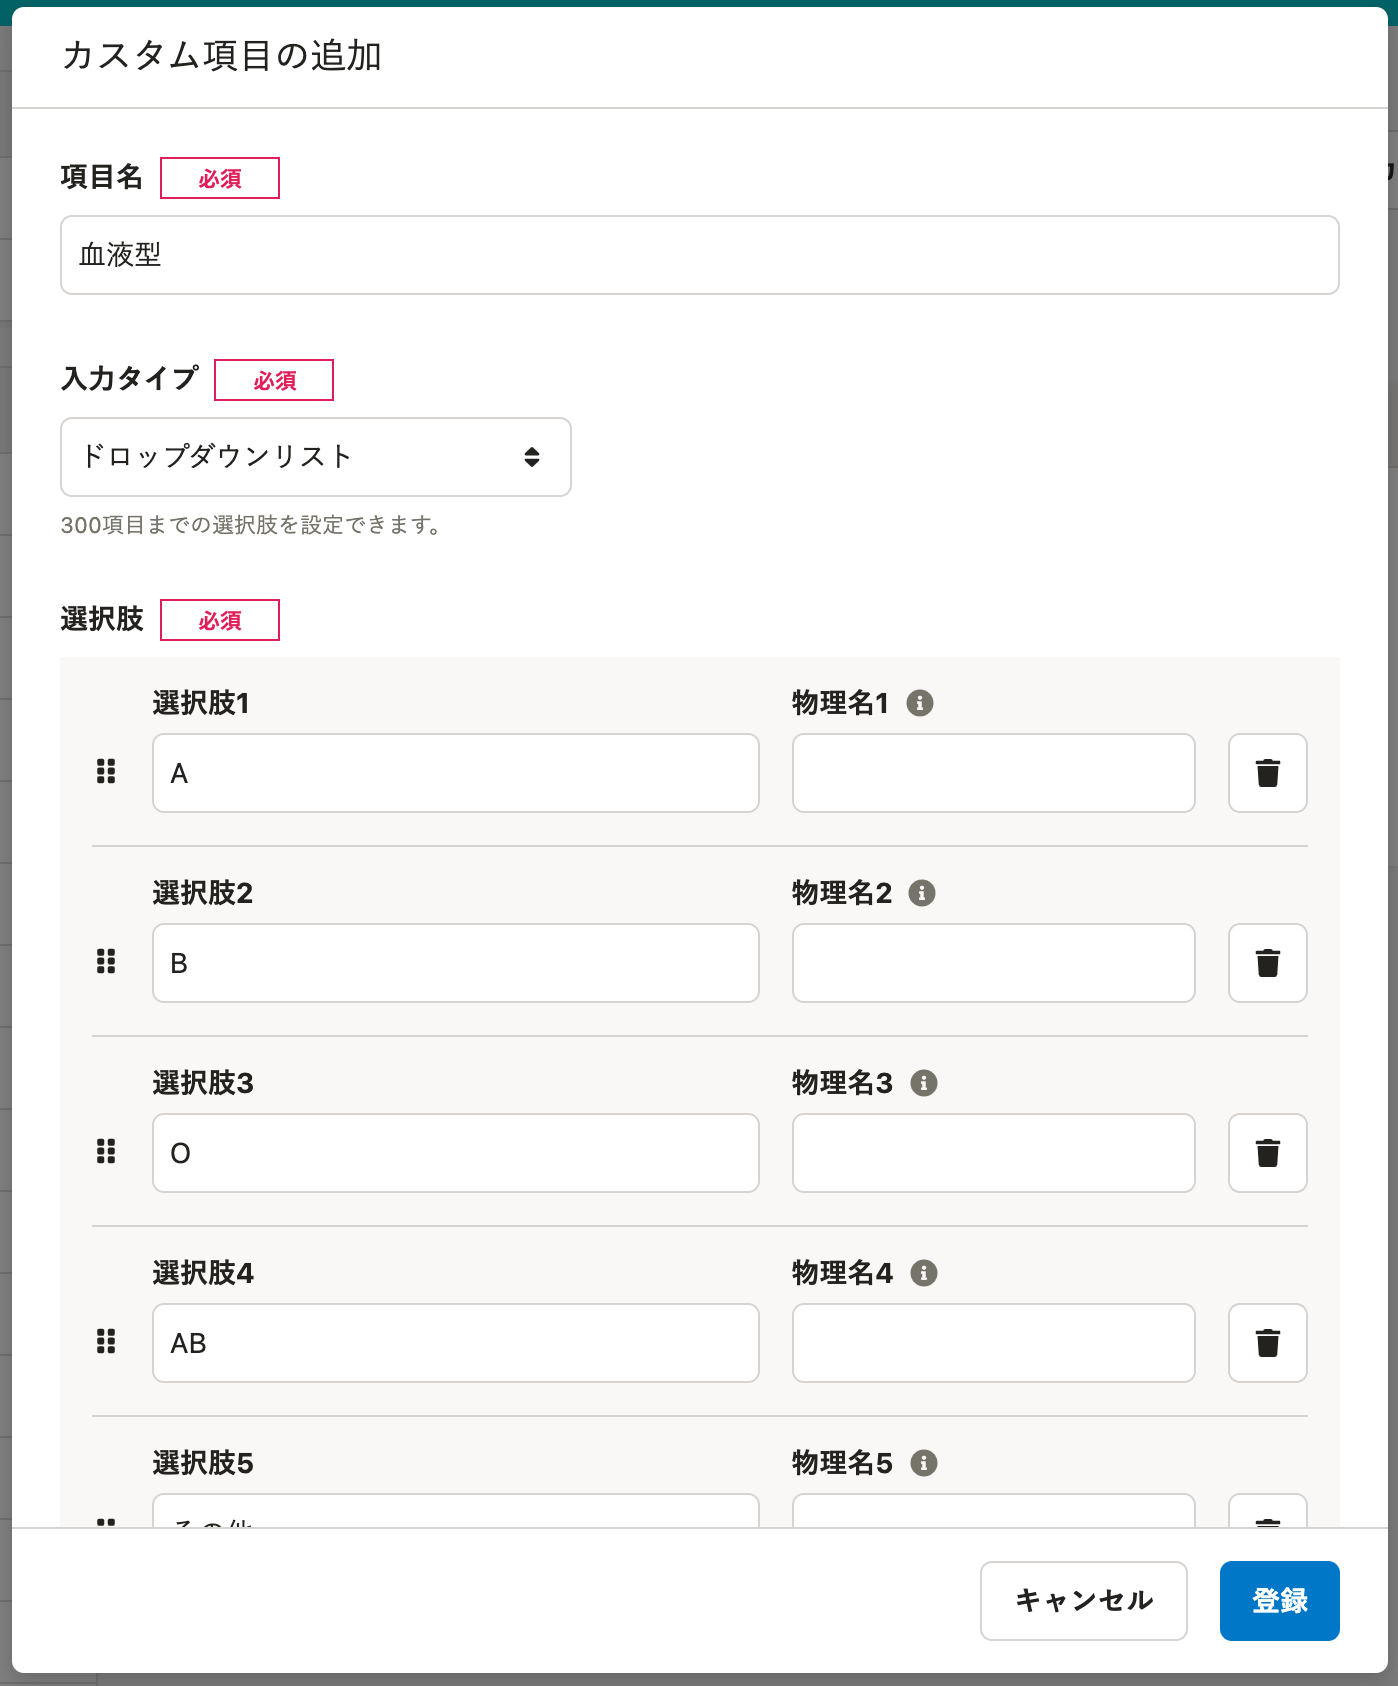 カスタム項目の追加
項目名 必須
血液型
入力タイプ 必須
ドロップダウンリスト
300項目までの選択肢を設定できます。
選択肢 必須
選択肢1 物理名1
A
選択肢2 物理名2
B
選択肢3 物理名3
O
選択肢4 物理名4
AB
選択肢5 物理名5
キャンセル 登録